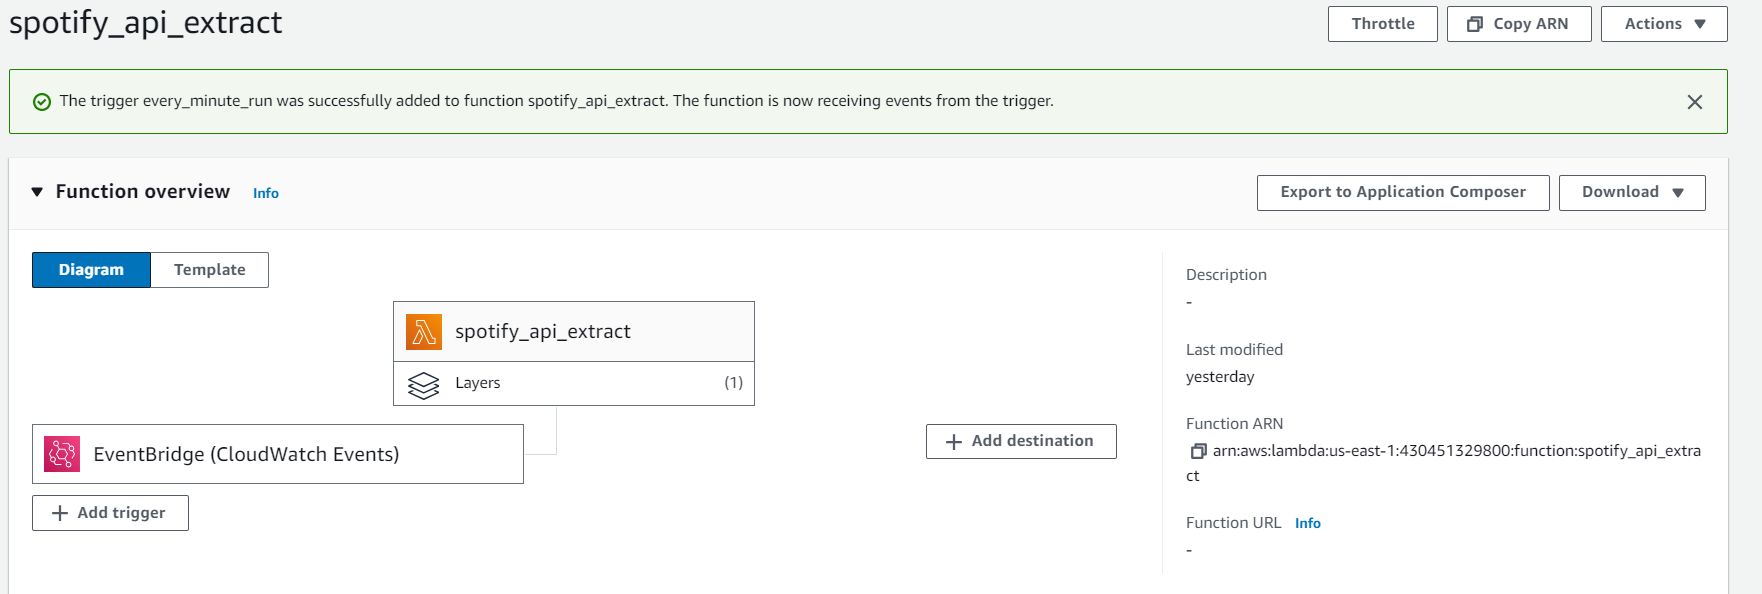 spotify_api_extract
Throttle
Copy ARN
Actions
The trigger every_minute_run was successfully added to function spotify_api_extract. The function is now receiving events from the trigger.
Function overview Info
Export to Application Composer
Download
Diagram
Template
spotify_api_extract
Layers (1)
EventBridge (CloudWatch Events)
+ Add trigger
+ Add destination
Description
-
Last modified
yesterday
Function ARN
arn:aws:lambda:us-east-1:430451329800:function:spotify_api_extra
ct
Function URL Info
-